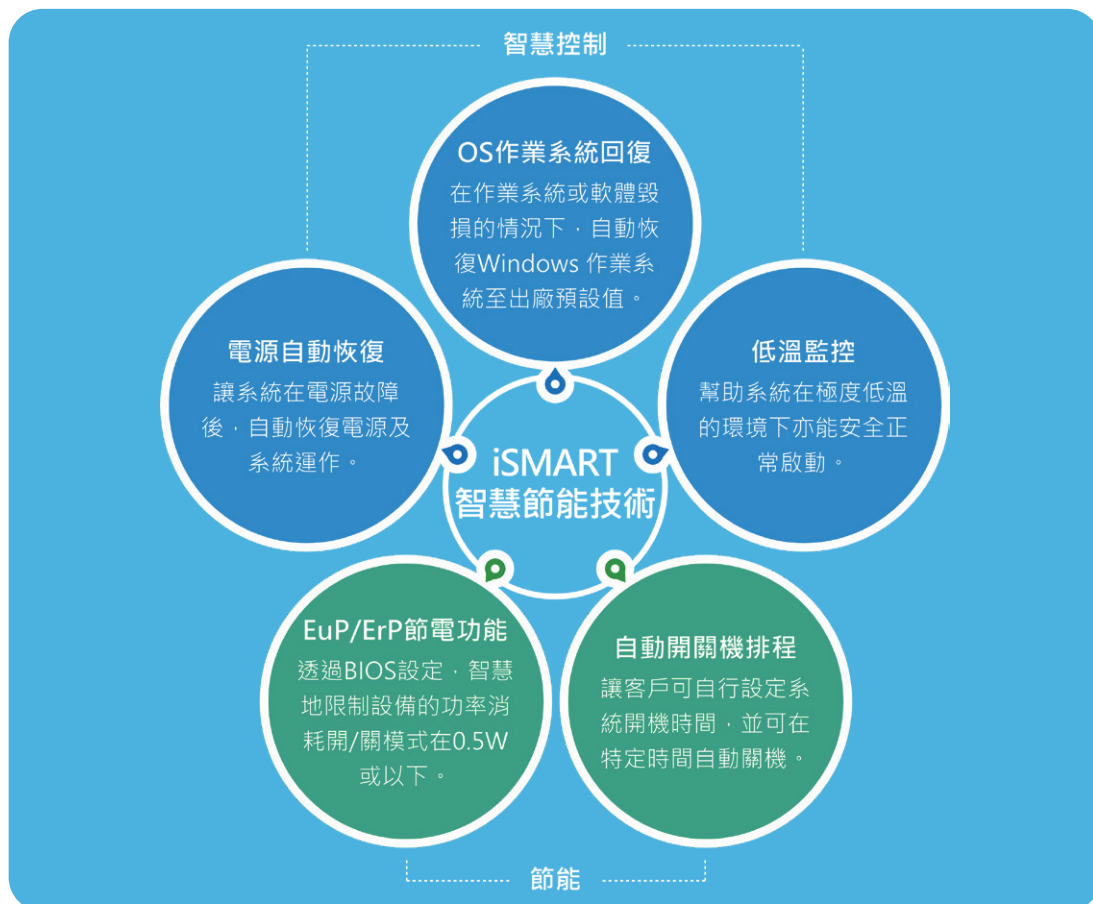 智慧控制
OS作業系統回復
在作業系統或軟體毀
損的情況下，自動恢
復Windows 作業系
統至出廠預設值。
電源自動恢復
讓系統在電源故障
後，自動恢復電源及
系統運作。
低溫監控
幫助系統在極度低溫
的環境下亦能安全正
常啟動。
iSMART
智慧節能技術
EuP/ErP節電功能
透過BIOS設定，智慧
地限制設備的功率消
耗開/關模式在0.5W
或以下。
自動開關機排程
讓客戶可自行設定系
統開機時間，並可在
特定時間自動關機。
節能